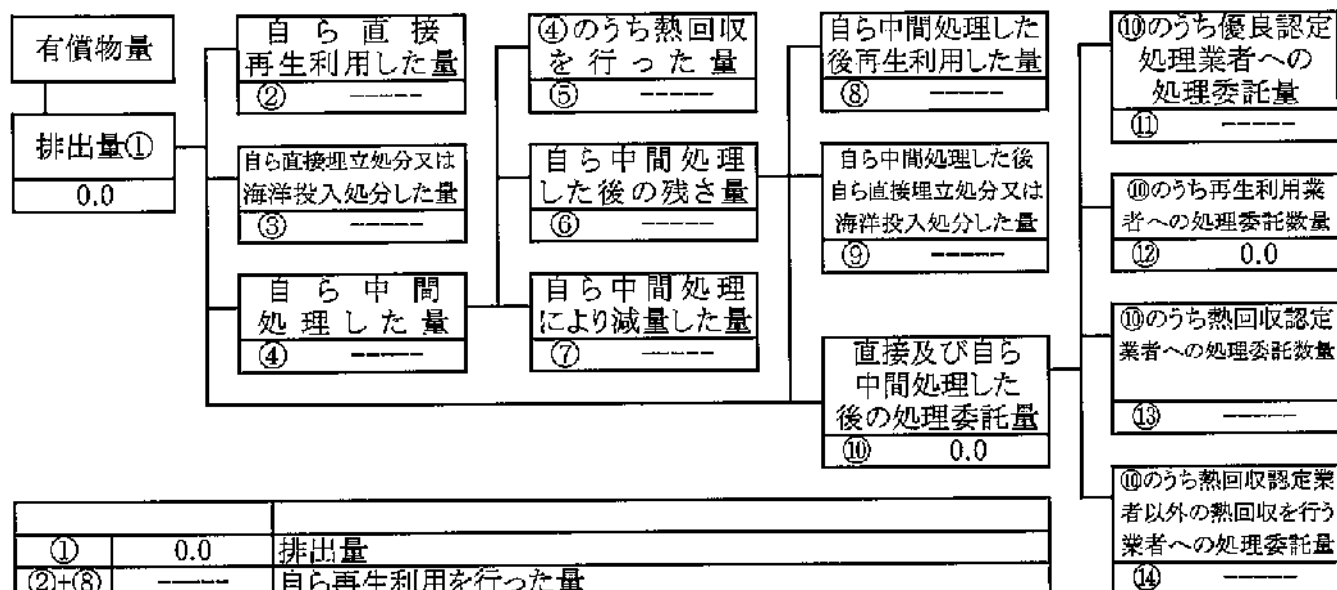 有償物量
排出量①
0.0
自ら直接
再生利用した量
② -----
自ら直接埋立処分又は
海洋投入処分した量
③ -----
自ら中間
処理した量
④ -----
④のうち熱回収
を行った量
⑤ -----
自ら中間処理
した後の残さ量
⑥ -----
自ら中間処理
により減量した量
⑦ -----
自ら中間処理した
後再生利用した量
⑧ -----
自ら中間処理した後
自ら直接埋立処分又は
海洋投入処分した量
⑨ -----
直接及び自ら
中間処理した
後の処理委託量
⑩ 0.0
⑩のうち優良認定
処理業者への
処理委託量
⑪ -----
⑩のうち再生利用業
者への処理委託数量
⑫ 0.0
⑩のうち熱回収認定
業者への処理委託数量
⑬ -----
⑩のうち熱回収認定業
者以外の熱回収を行う
業者への処理委託量
⑭ -----
① 0.0 排出量
②+⑧ ----- 自ら再生利用を行った量